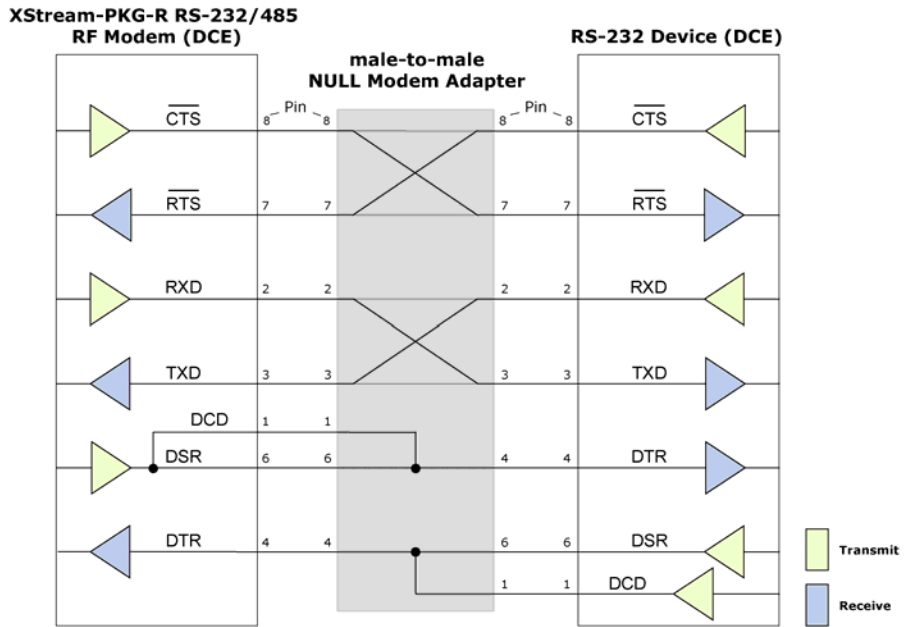 XStream-PKG-R RS-232/485
RF Modem (DCE)
RS-232 Device (DCE)
male-to-male
NULL Modem Adapter
CTS 8 Pin 8 8 Pin 8 CTS
RTS 7 7 7 7 RTS
RXD 2 2 2 2 RXD
TXD 3 3 3 3 TXD
DCD 1 1
DSR 6 6 4 4 DTR
DTR 4 4 6 6 DSR
1 1 DCD
Transmit
Receive